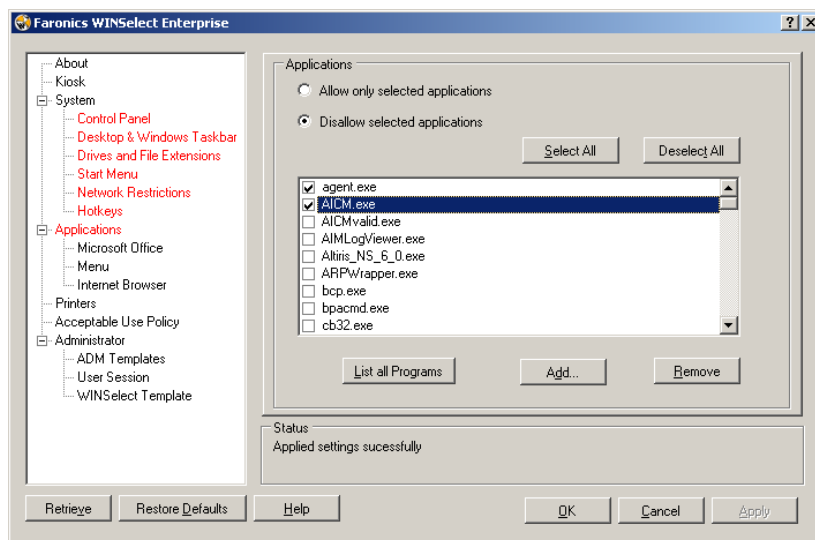 Faronics WINSelect Enterprise
About
Kiosk
System
Control Panel
Desktop & Windows Taskbar
Drives and File Extensions
Start Menu
Network Restrictions
Hotkeys
Applications
Microsoft Office
Menu
Internet Browser
Printers
Acceptable Use Policy
Administrator
ADM Templates
User Session
WINSelect Template
Applications
Allow only selected applications
Disallow selected applications
Select All Deselect All
agent.exe
AICM.exe
AICMvalid.exe
AIMLogViewer.exe
Altiris_NS_6_0.exe
ARPWrapper.exe
bcp.exe
bpacmd.exe
cb32.exe
List all Programs Add... Remove
Status
Applied settings sucessfully
Retrieve Restore Defaults Help OK Cancel Apply